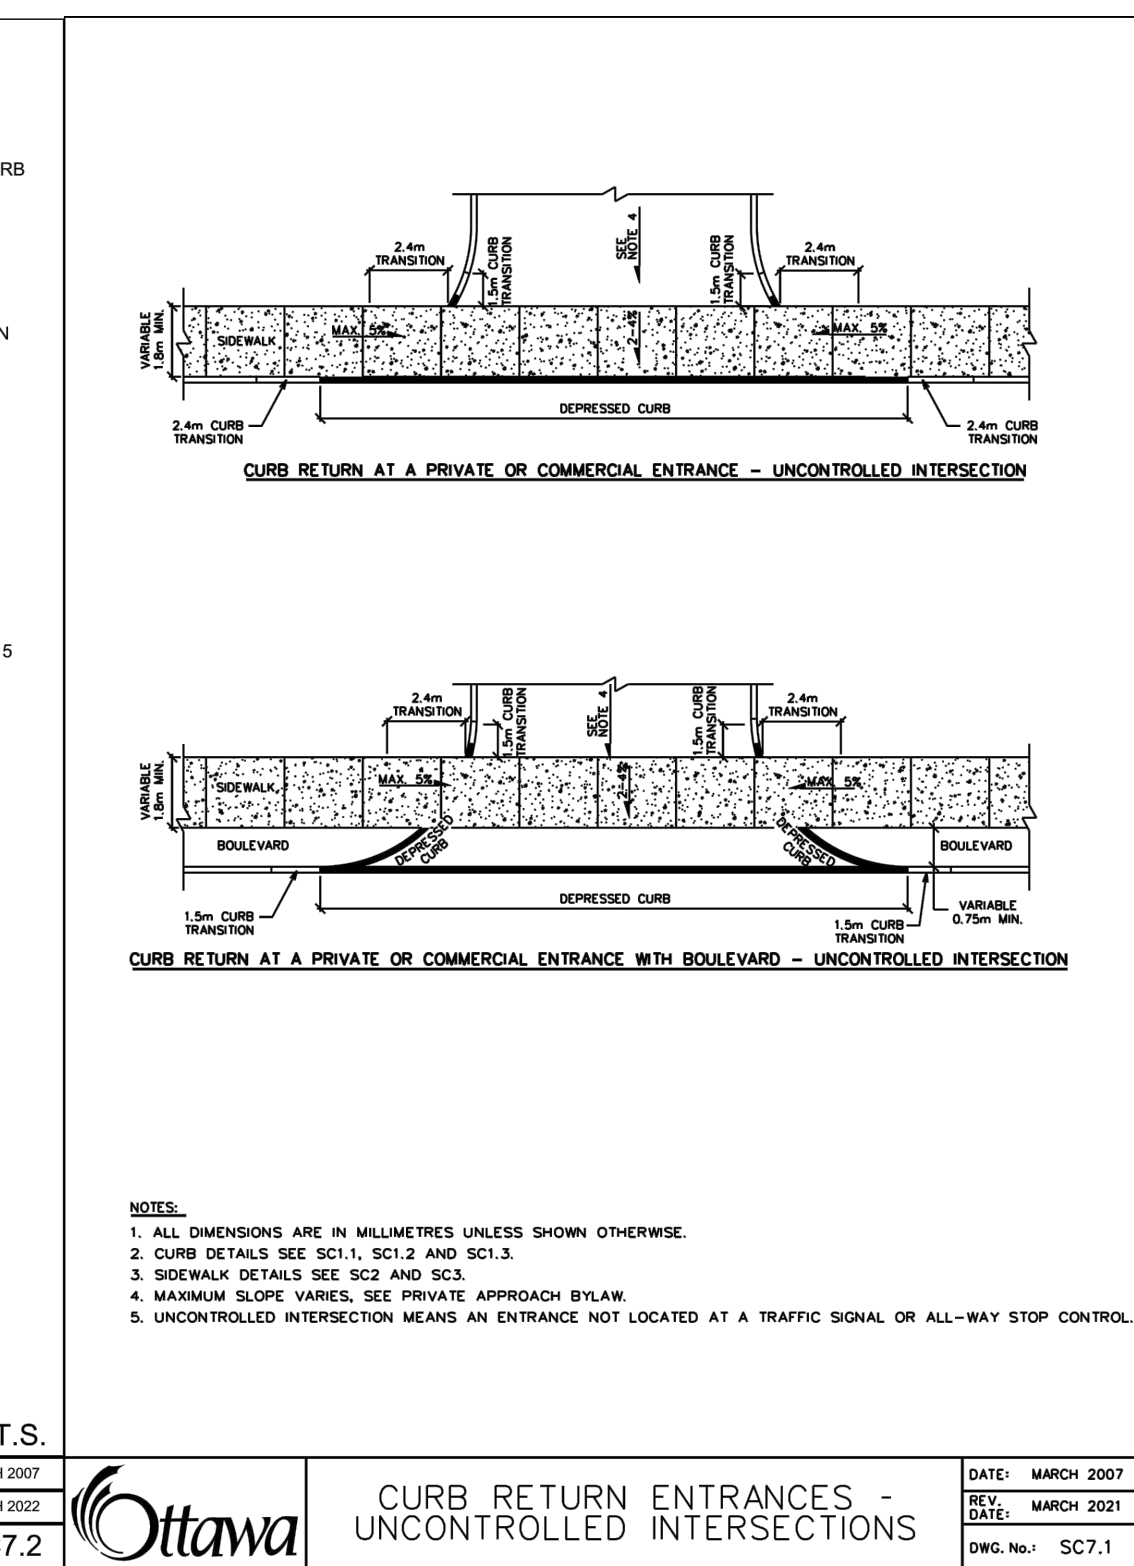 RB
N
5
T.S.
H 2007
H 2022
7.2
2.4m
TRANSITION
1.5m CURB
TRANSITION
SEE
NOTE 4
1.5m CURB
TRANSITION
2.4m
TRANSITION
VARIABLE
1.8m MIN.
SIDEWALK
MAX. 5%
2-4%
MAX. 5%
DEPRESSED CURB
2.4m CURB
TRANSITION
2.4m CURB
TRANSITION
CURB RETURN AT A PRIVATE OR COMMERCIAL ENTRANCE - UNCONTROLLED INTERSECTION
2.4m
TRANSITION
1.5m CURB
TRANSITION
SEE
NOTE 4
1.5m CURB
TRANSITION
2.4m
TRANSITION
VARIABLE
1.8m MIN.
SIDEWALK
MAX. 5%
2-4%
MAX. 5%
BOULEVARD
DEPRESSED
CURB
DEPRESSED
CURB
BOULEVARD
DEPRESSED CURB
1.5m CURB
TRANSITION
1.5m CURB
TRANSITION
VARIABLE
0.75m MIN.
CURB RETURN AT A PRIVATE OR COMMERCIAL ENTRANCE WITH BOULEVARD - UNCONTROLLED INTERSECTION
NOTES:
1. ALL DIMENSIONS ARE IN MILLIMETRES UNLESS SHOWN OTHERWISE.
2. CURB DETAILS SEE SC1.1, SC1.2 AND SC1.3.
3. SIDEWALK DETAILS SEE SC2 AND SC3.
4. MAXIMUM SLOPE VARIES, SEE PRIVATE APPROACH BYLAW.
5. UNCONTROLLED INTERSECTION MEANS AN ENTRANCE NOT LOCATED AT A TRAFFIC SIGNAL OR ALL-WAY STOP CONTROL.
Ottawa
CURB RETURN ENTRANCES -
UNCONTROLLED INTERSECTIONS
DATE: MARCH 2007
REV.
DATE: MARCH 2021
DWG. No.: SC7.1